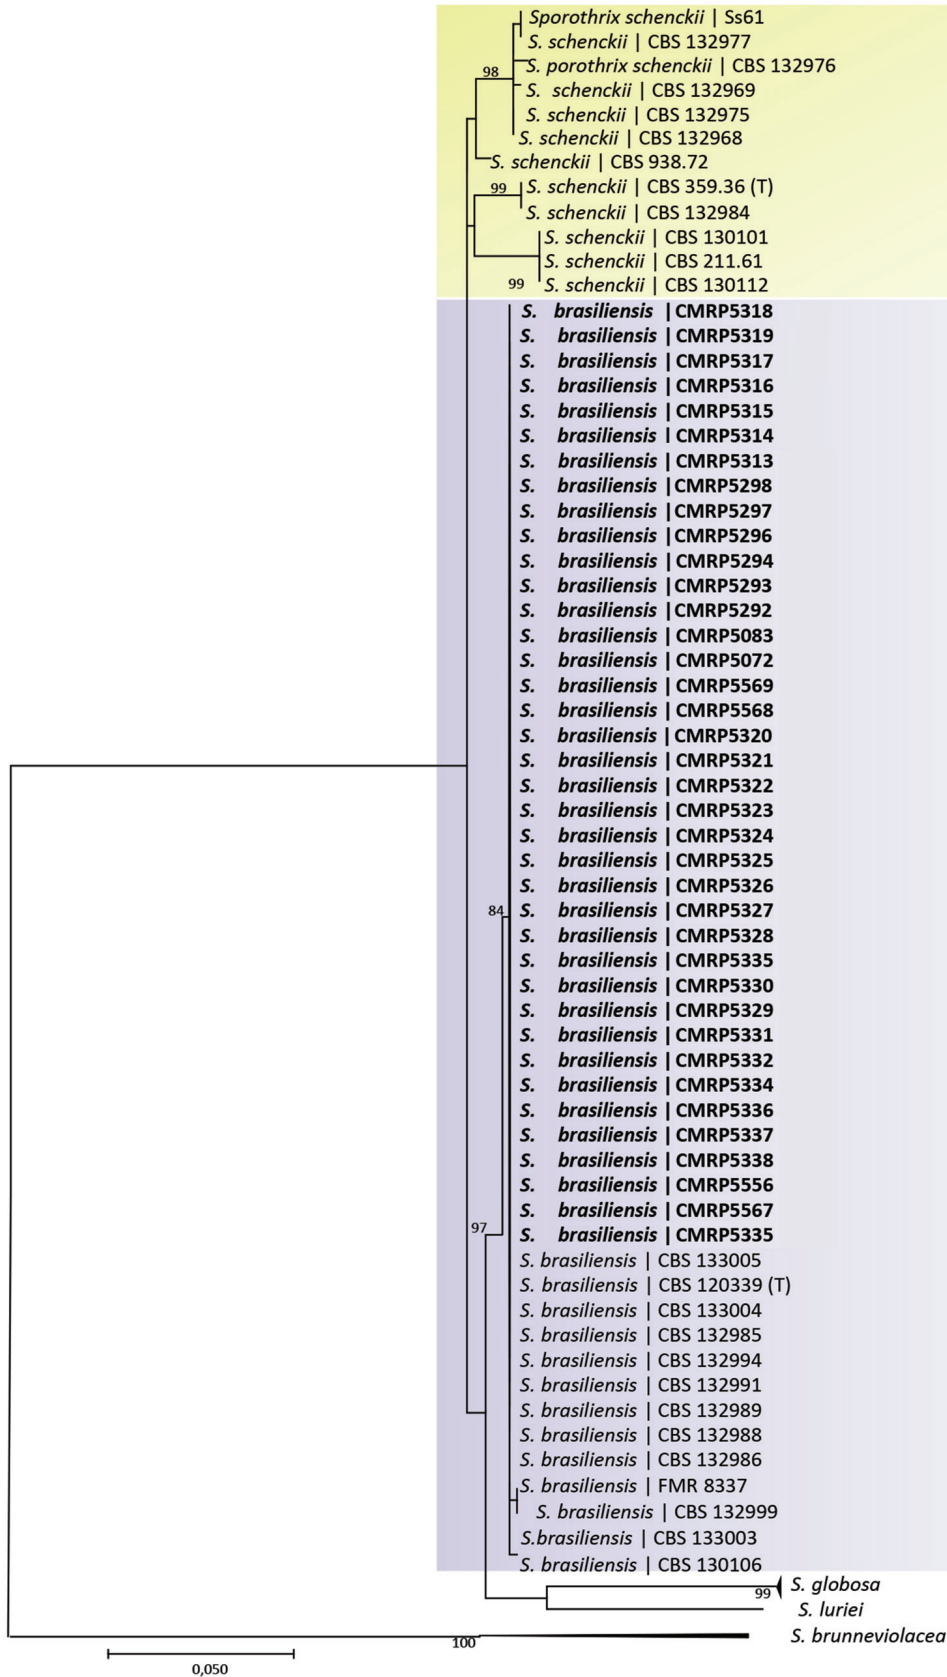 Sporothrix schenckii | Ss61
S. schenckii | CBS 132977
S. porothrix schenckii | CBS 132976
98
S. schenckii | CBS 132969
S. schenckii | CBS 132975
S. schenckii | CBS 132968
S. schenckii | CBS 938.72
99
S. schenckii | CBS 359.36 (T)
S. schenckii | CBS 132984
S. schenckii | CBS 130101
S. schenckii | CBS 211.61
99
S. schenckii | CBS 130112
S. brasiliensis | CMRP5318
S. brasiliensis | CMRP5319
S. brasiliensis | CMRP5317
S. brasiliensis | CMRP5316
S. brasiliensis | CMRP5315
S. brasiliensis | CMRP5314
S. brasiliensis | CMRP5313
S. brasiliensis | CMRP5298
S. brasiliensis | CMRP5297
S. brasiliensis | CMRP5296
S. brasiliensis | CMRP5294
S. brasiliensis | CMRP5293
S. brasiliensis | CMRP5292
S. brasiliensis | CMRP5083
S. brasiliensis | CMRP5072
S. brasiliensis | CMRP5569
S. brasiliensis | CMRP5568
S. brasiliensis | CMRP5320
S. brasiliensis | CMRP5321
S. brasiliensis | CMRP5322
S. brasiliensis | CMRP5323
S. brasiliensis | CMRP5324
S. brasiliensis | CMRP5325
S. brasiliensis | CMRP5326
84
S. brasiliensis | CMRP5327
S. brasiliensis | CMRP5328
S. brasiliensis | CMRP5335
S. brasiliensis | CMRP5330
S. brasiliensis | CMRP5329
S. brasiliensis | CMRP5331
S. brasiliensis | CMRP5332
S. brasiliensis | CMRP5334
S. brasiliensis | CMRP5336
S. brasiliensis | CMRP5337
S. brasiliensis | CMRP5338
S. brasiliensis | CMRP5556
S. brasiliensis | CMRP5567
97
S. brasiliensis | CMRP5335
S. brasiliensis | CBS 133005
S. brasiliensis | CBS 120339 (T)
S. brasiliensis | CBS 133004
S. brasiliensis | CBS 132985
S. brasiliensis | CBS 132994
S. brasiliensis | CBS 132991
S. brasiliensis | CBS 132989
S. brasiliensis | CBS 132988
S. brasiliensis | CBS 132986
S. brasiliensis | FMR 8337
S. brasiliensis | CBS 132999
S.brasiliensis | CBS 133003
S. brasiliensis | CBS 130106
S. globosa
99
S. luriei
S. brunneviolacea
100
0,050